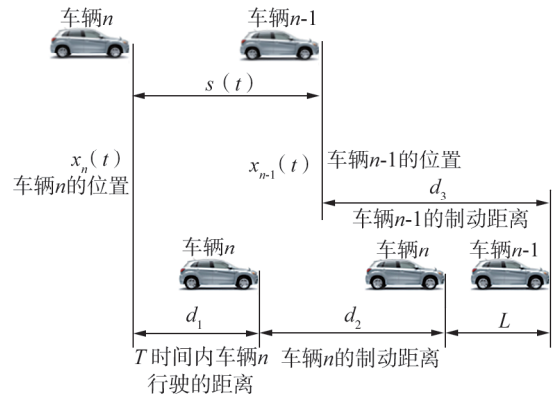 车辆n
车辆n-1
s（t）
xₙ（t）
车辆n的位置
xₙ₋₁（t）
车辆n-1的位置
d₃
车辆n-1的制动距离
车辆n
车辆n
车辆n-1
d₁
d₂
L
T时间内车辆n
行驶的距离
车辆n的制动距离